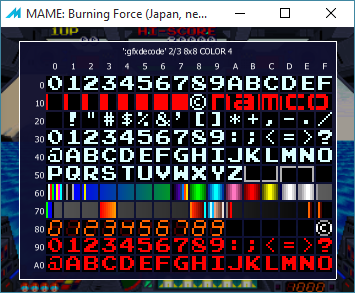 MAME: Burning Force (Japan, ne...
1UP
HI-SCORE
':gfxdecode' 2/3 8x8 COLOR 4
0 1 2 3 4 5 6 7 8 9 A B C D E F
0 0123456789ABCDEF
10 © namco
20 !"#$%&'[]*+,-./
30 0123456789:;<=>?
40 @ABCDEFGHIJKLMNO
50 PQRSTUVWXYZ
60
70
80 0123456789 ©
90 0123456789:;<=>?
A0 @ABCDEFGHIJKLMNO
1000